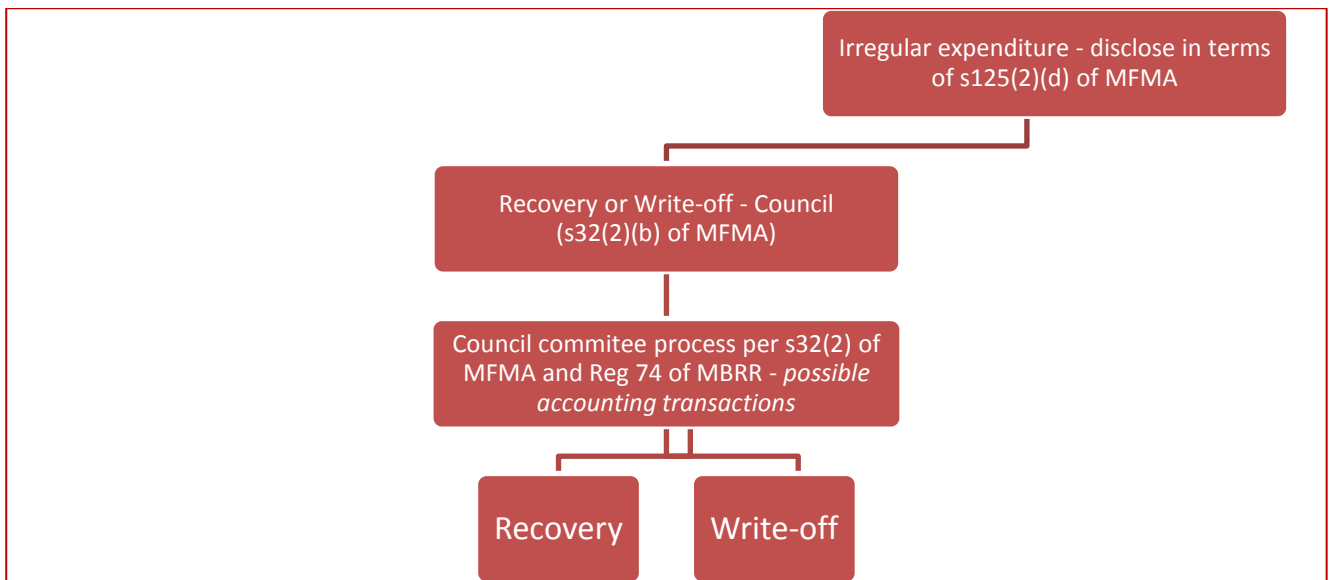 Irregular expenditure - disclose in terms
of s125(2)(d) of MFMA
Recovery or Write-off - Council
(s32(2)(b) of MFMA)
Council commitee process per s32(2) of
MFMA and Reg 74 of MBRR - possible
accounting transactions
Recovery
Write-off